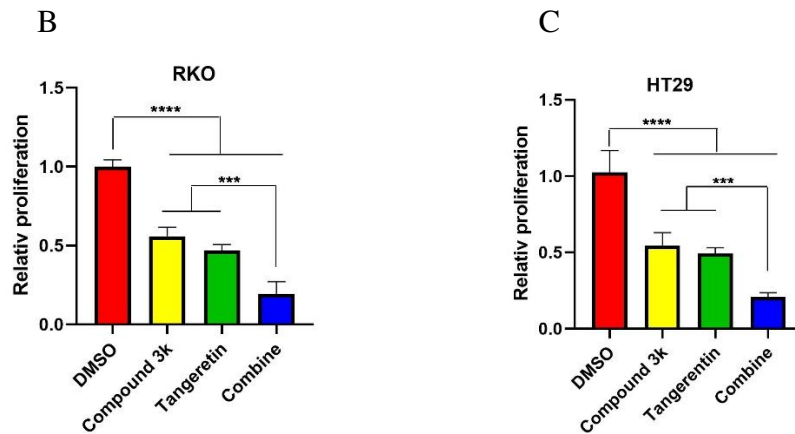 B
RKO
Relativ proliferation
1.5
1.0
0.5
0.0
****
***
DMSO
Compound 3k
Tangeretin
Combine
C
HT29
Relativ proliferation
1.5
1.0
0.5
0.0
****
***
DMSO
Compound 3k
Tangerentin
Combine